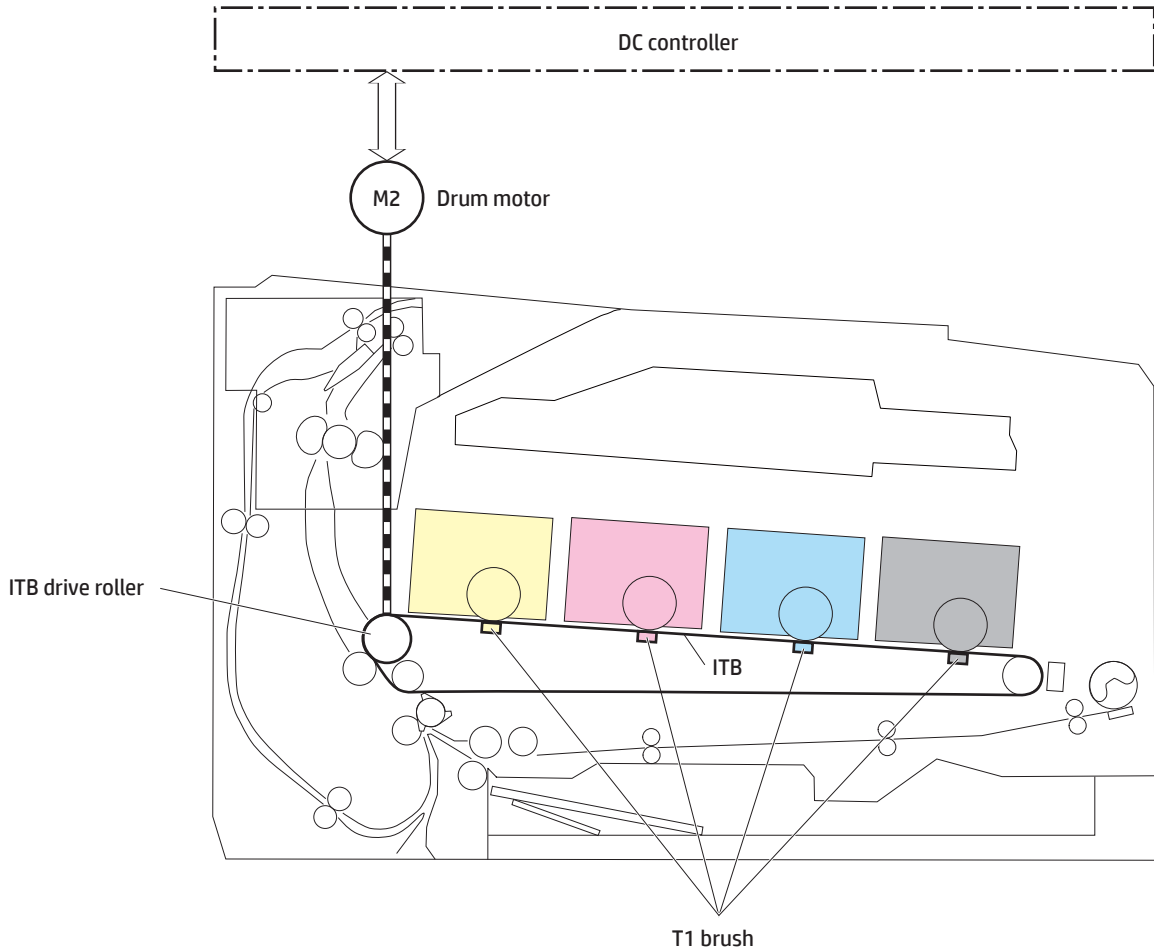 DC controller
M2
Drum motor
ITB drive roller
ITB
T1 brush